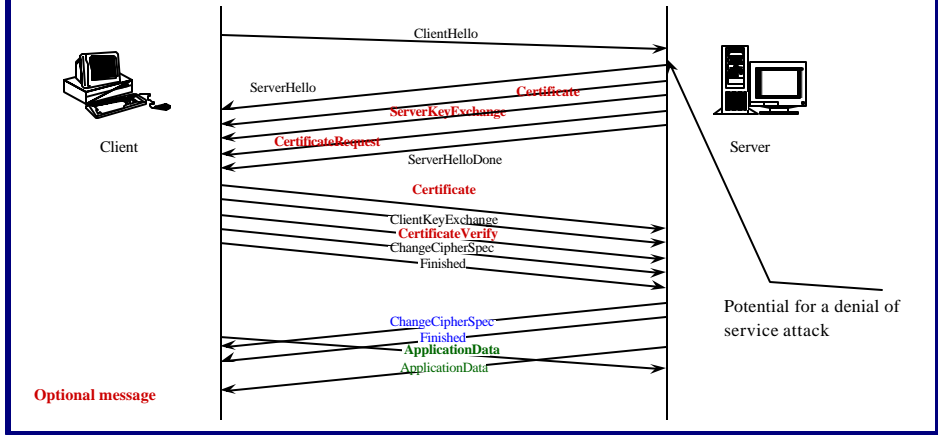 ClientHello
ServerHello
Certificate
ServerKeyExchange
CertificateRequest
Client
Server
ServerHelloDone
Certificate
ClientKeyExchange
CertificateVerify
ChangeCipherSpec
Finished
Potential for a denial of
service attack
ChangeCipherSpec
Finished
ApplicationData
ApplicationData
Optional message